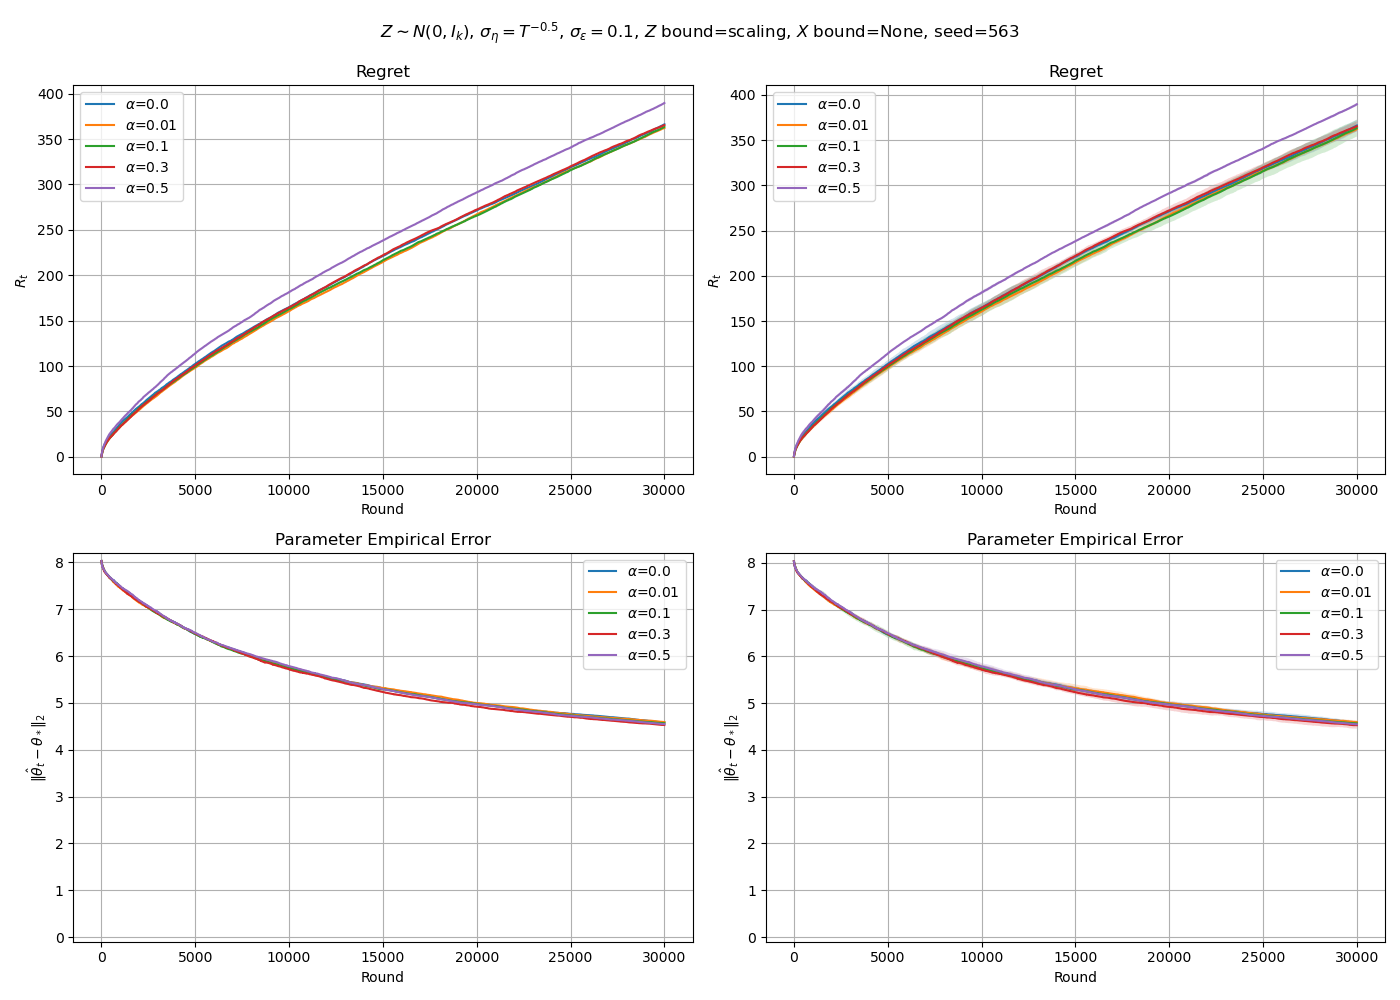 Z ∼ N(0, I_k), σ_η = T^{−0.5}, σ_ε = 0.1, Z bound=scaling, X bound=None, seed=563
Regret
R_t
400
350
300
250
200
150
100
50
0
α=0.0
α=0.01
α=0.1
α=0.3
α=0.5
0 5000 10000 15000 20000 25000 30000
Round
Regret
R_t
400
350
300
250
200
150
100
50
0
α=0.0
α=0.01
α=0.1
α=0.3
α=0.5
0 5000 10000 15000 20000 25000 30000
Round
Parameter Empirical Error
‖θ̂_t − θ_*‖_2
8
7
6
5
4
3
2
1
0
α=0.0
α=0.01
α=0.1
α=0.3
α=0.5
0 5000 10000 15000 20000 25000 30000
Round
Parameter Empirical Error
‖θ̂_t − θ_*‖_2
8
7
6
5
4
3
2
1
0
α=0.0
α=0.01
α=0.1
α=0.3
α=0.5
0 5000 10000 15000 20000 25000 30000
Round